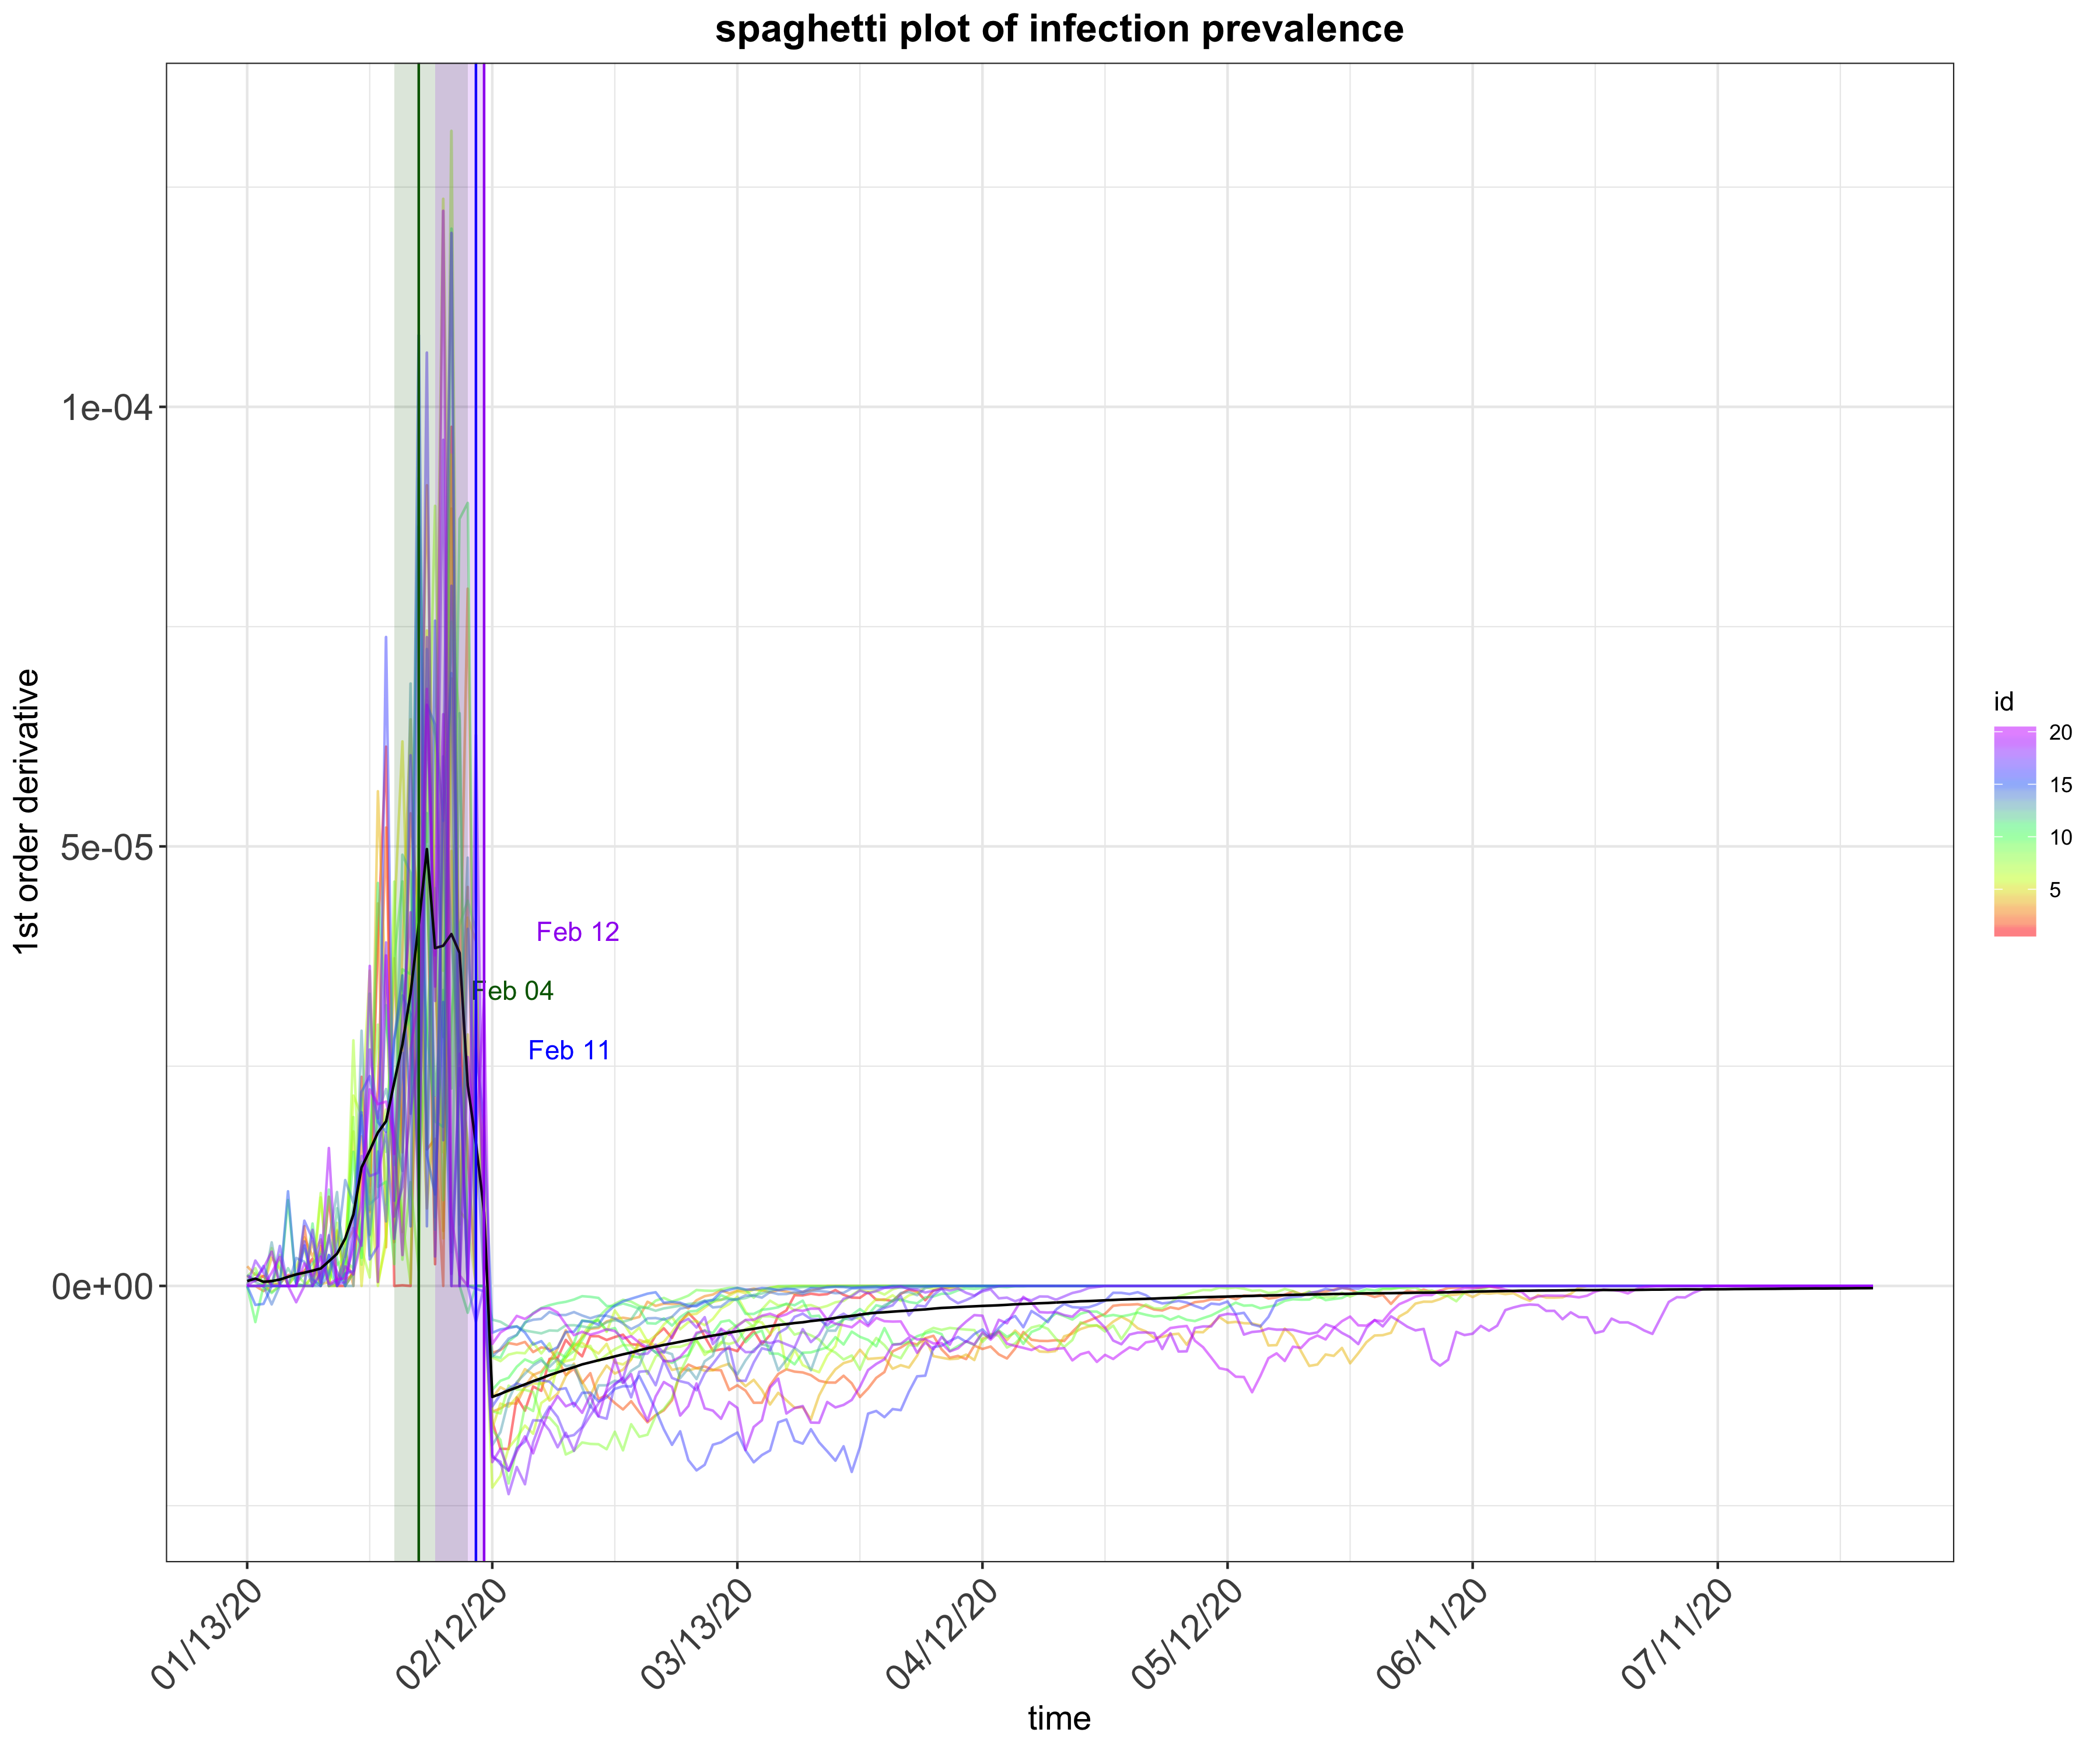 spaghetti plot of infection prevalence
1st order derivative
1e-04
5e-05
0e+00
Feb 12
Feb 04
Feb 11
id
20
15
10
5
01/13/20
02/12/20
03/13/20
04/12/20
05/12/20
06/11/20
07/11/20
time